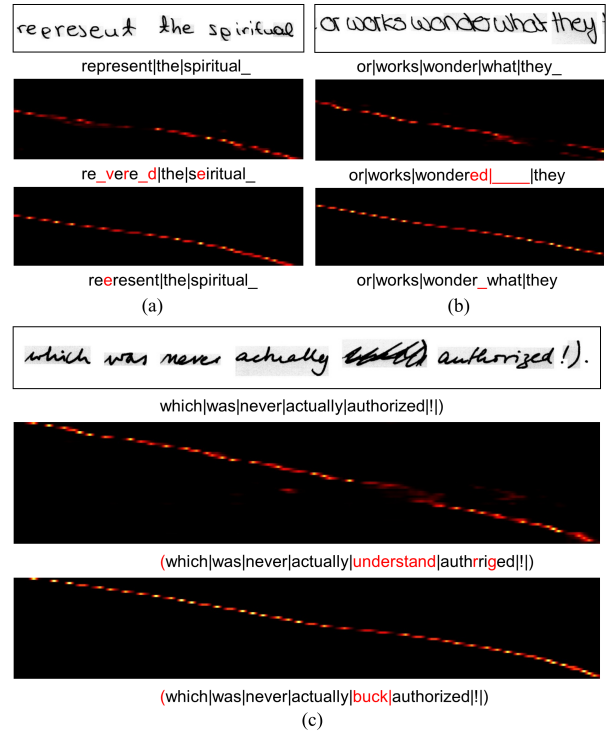 represent the spiritual
represent|the|spiritual_
re_vere_d|the|seiritual_
reeresent|the|spiritual_
(a)
. or works wonder what they
or|works|wonder|what|they_
or|works|wondered|____|they
or|works|wonder_what|they
(b)
which was never actually authorized!).
which|was|never|actually|authorized|!|)
(which|was|never|actually|understand|authrriged|!|)
(which|was|never|actually|buck|authorized|!|)
(c)